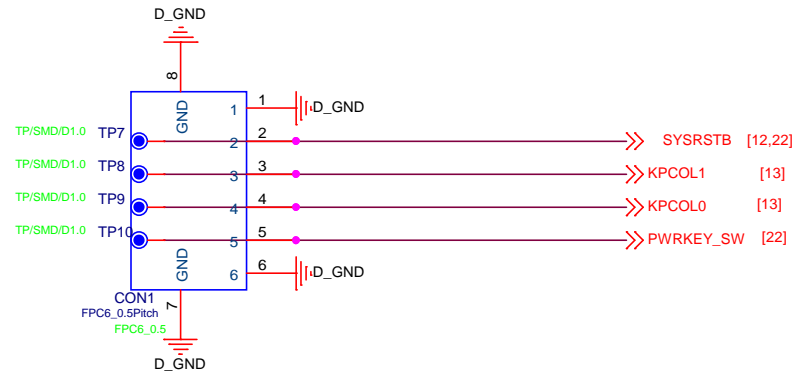 D_GND
8
GND
1
1
D_GND
TP/SMD/D1.0 TP7
2
2
SYSRSTB [12,22]
TP/SMD/D1.0 TP8
3
3
KPCOL1 [13]
TP/SMD/D1.0 TP9
4
4
KPCOL0 [13]
TP/SMD/D1.0 TP10
5
5
PWRKEY_SW [22]
GND
6
6
D_GND
CON1
7
FPC6_0.5Pitch
FPC6_0.5
D_GND